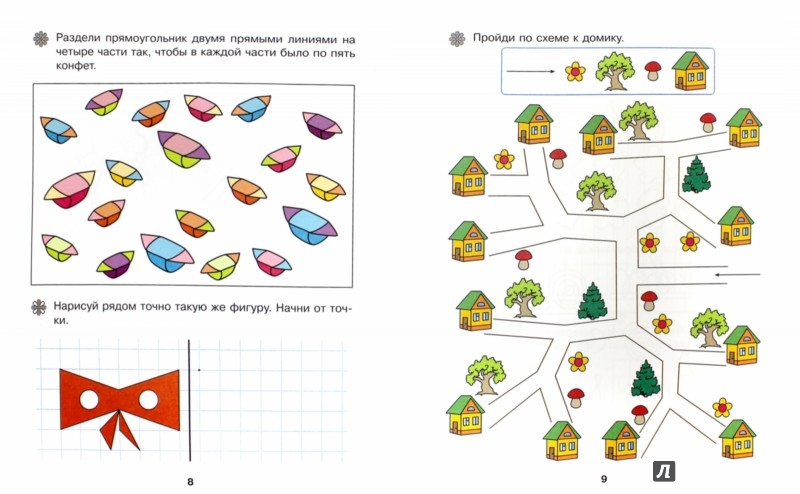 Раздели прямоугольник двумя прямыми линиями на
четыре части так, чтобы в каждой части было по пять
конфет.
Нарисуй рядом точно такую же фигуру. Начни от точ-
ки.
8
Пройди по схеме к домику.
9
Л